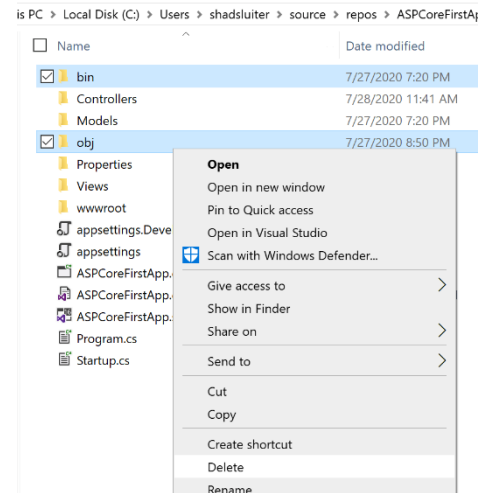 is PC > Local Disk (C:) > Users > shadsluiter > source > repos > ASPCoreFirstAp
Name Date modified
bin 7/27/2020 7:20 PM
Controllers 7/28/2020 11:41 AM
Models 7/27/2020 7:20 PM
obj 7/27/2020 8:50 PM
Properties
Views
wwwroot
appsettings.Deve
appsettings
ASPCoreFirstApp.
ASPCoreFirstApp.
ASPCoreFirstApp.
Program.cs
Startup.cs
Open
Open in new window
Pin to Quick access
Open in Visual Studio
Scan with Windows Defender...
Give access to >
Show in Finder
Share on >
Send to >
Cut
Copy
Create shortcut
Delete
Rename